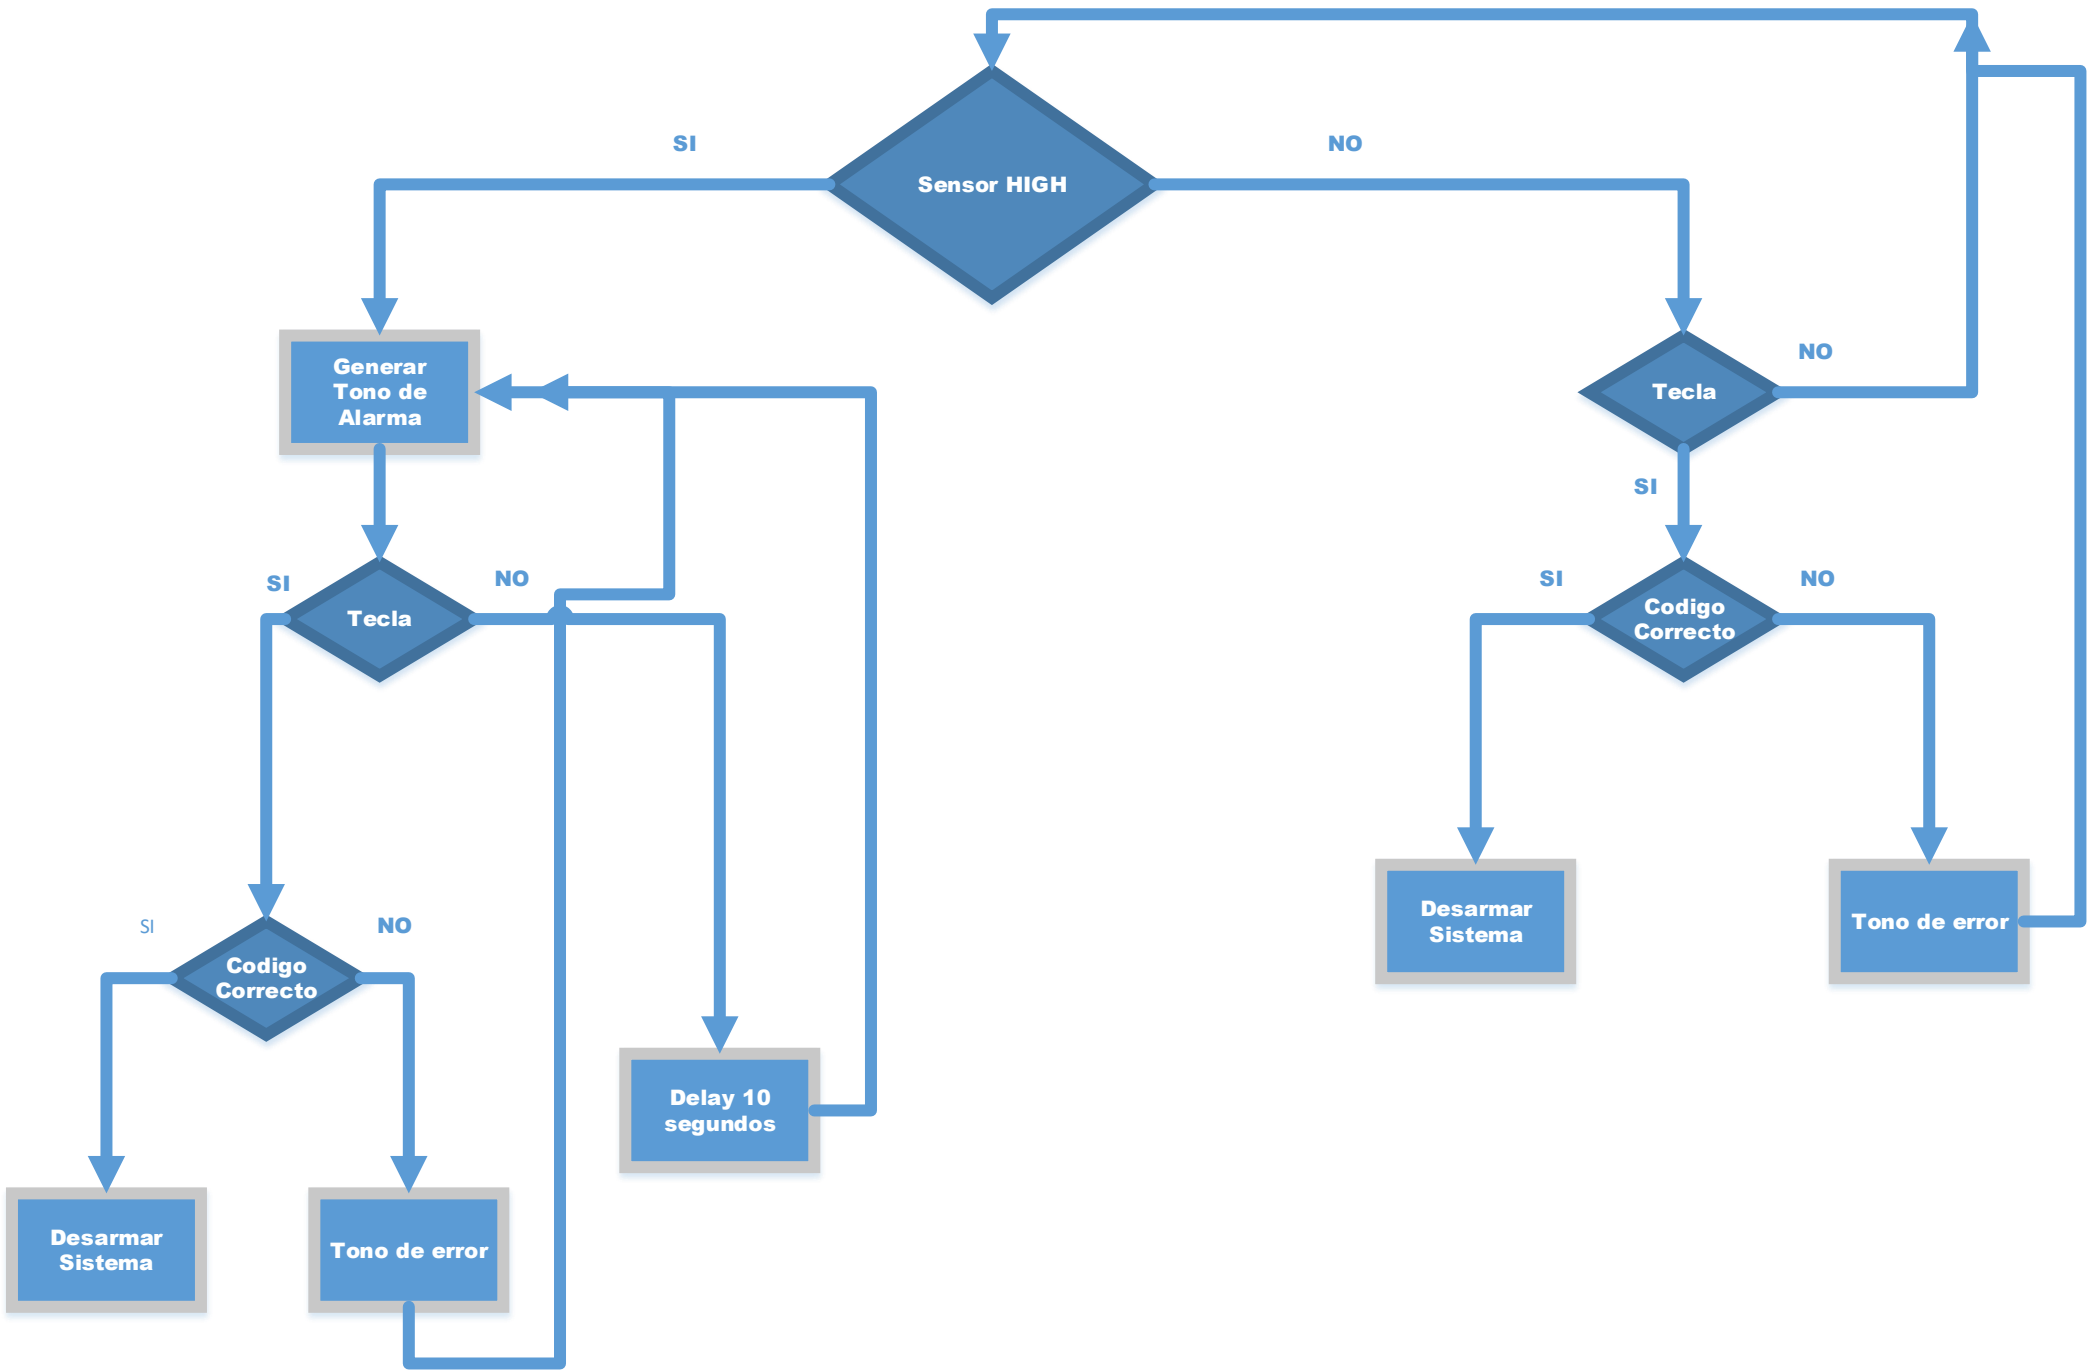 SI
NO
Sensor HIGH
Generar
Tono de
Alarma
NO
Tecla
SI
SI
NO
Tecla
SI
NO
Codigo
Correcto
SI
NO
Codigo
Correcto
Desarmar
Sistema
Tono de error
Delay 10
segundos
Desarmar
Sistema
Tono de error